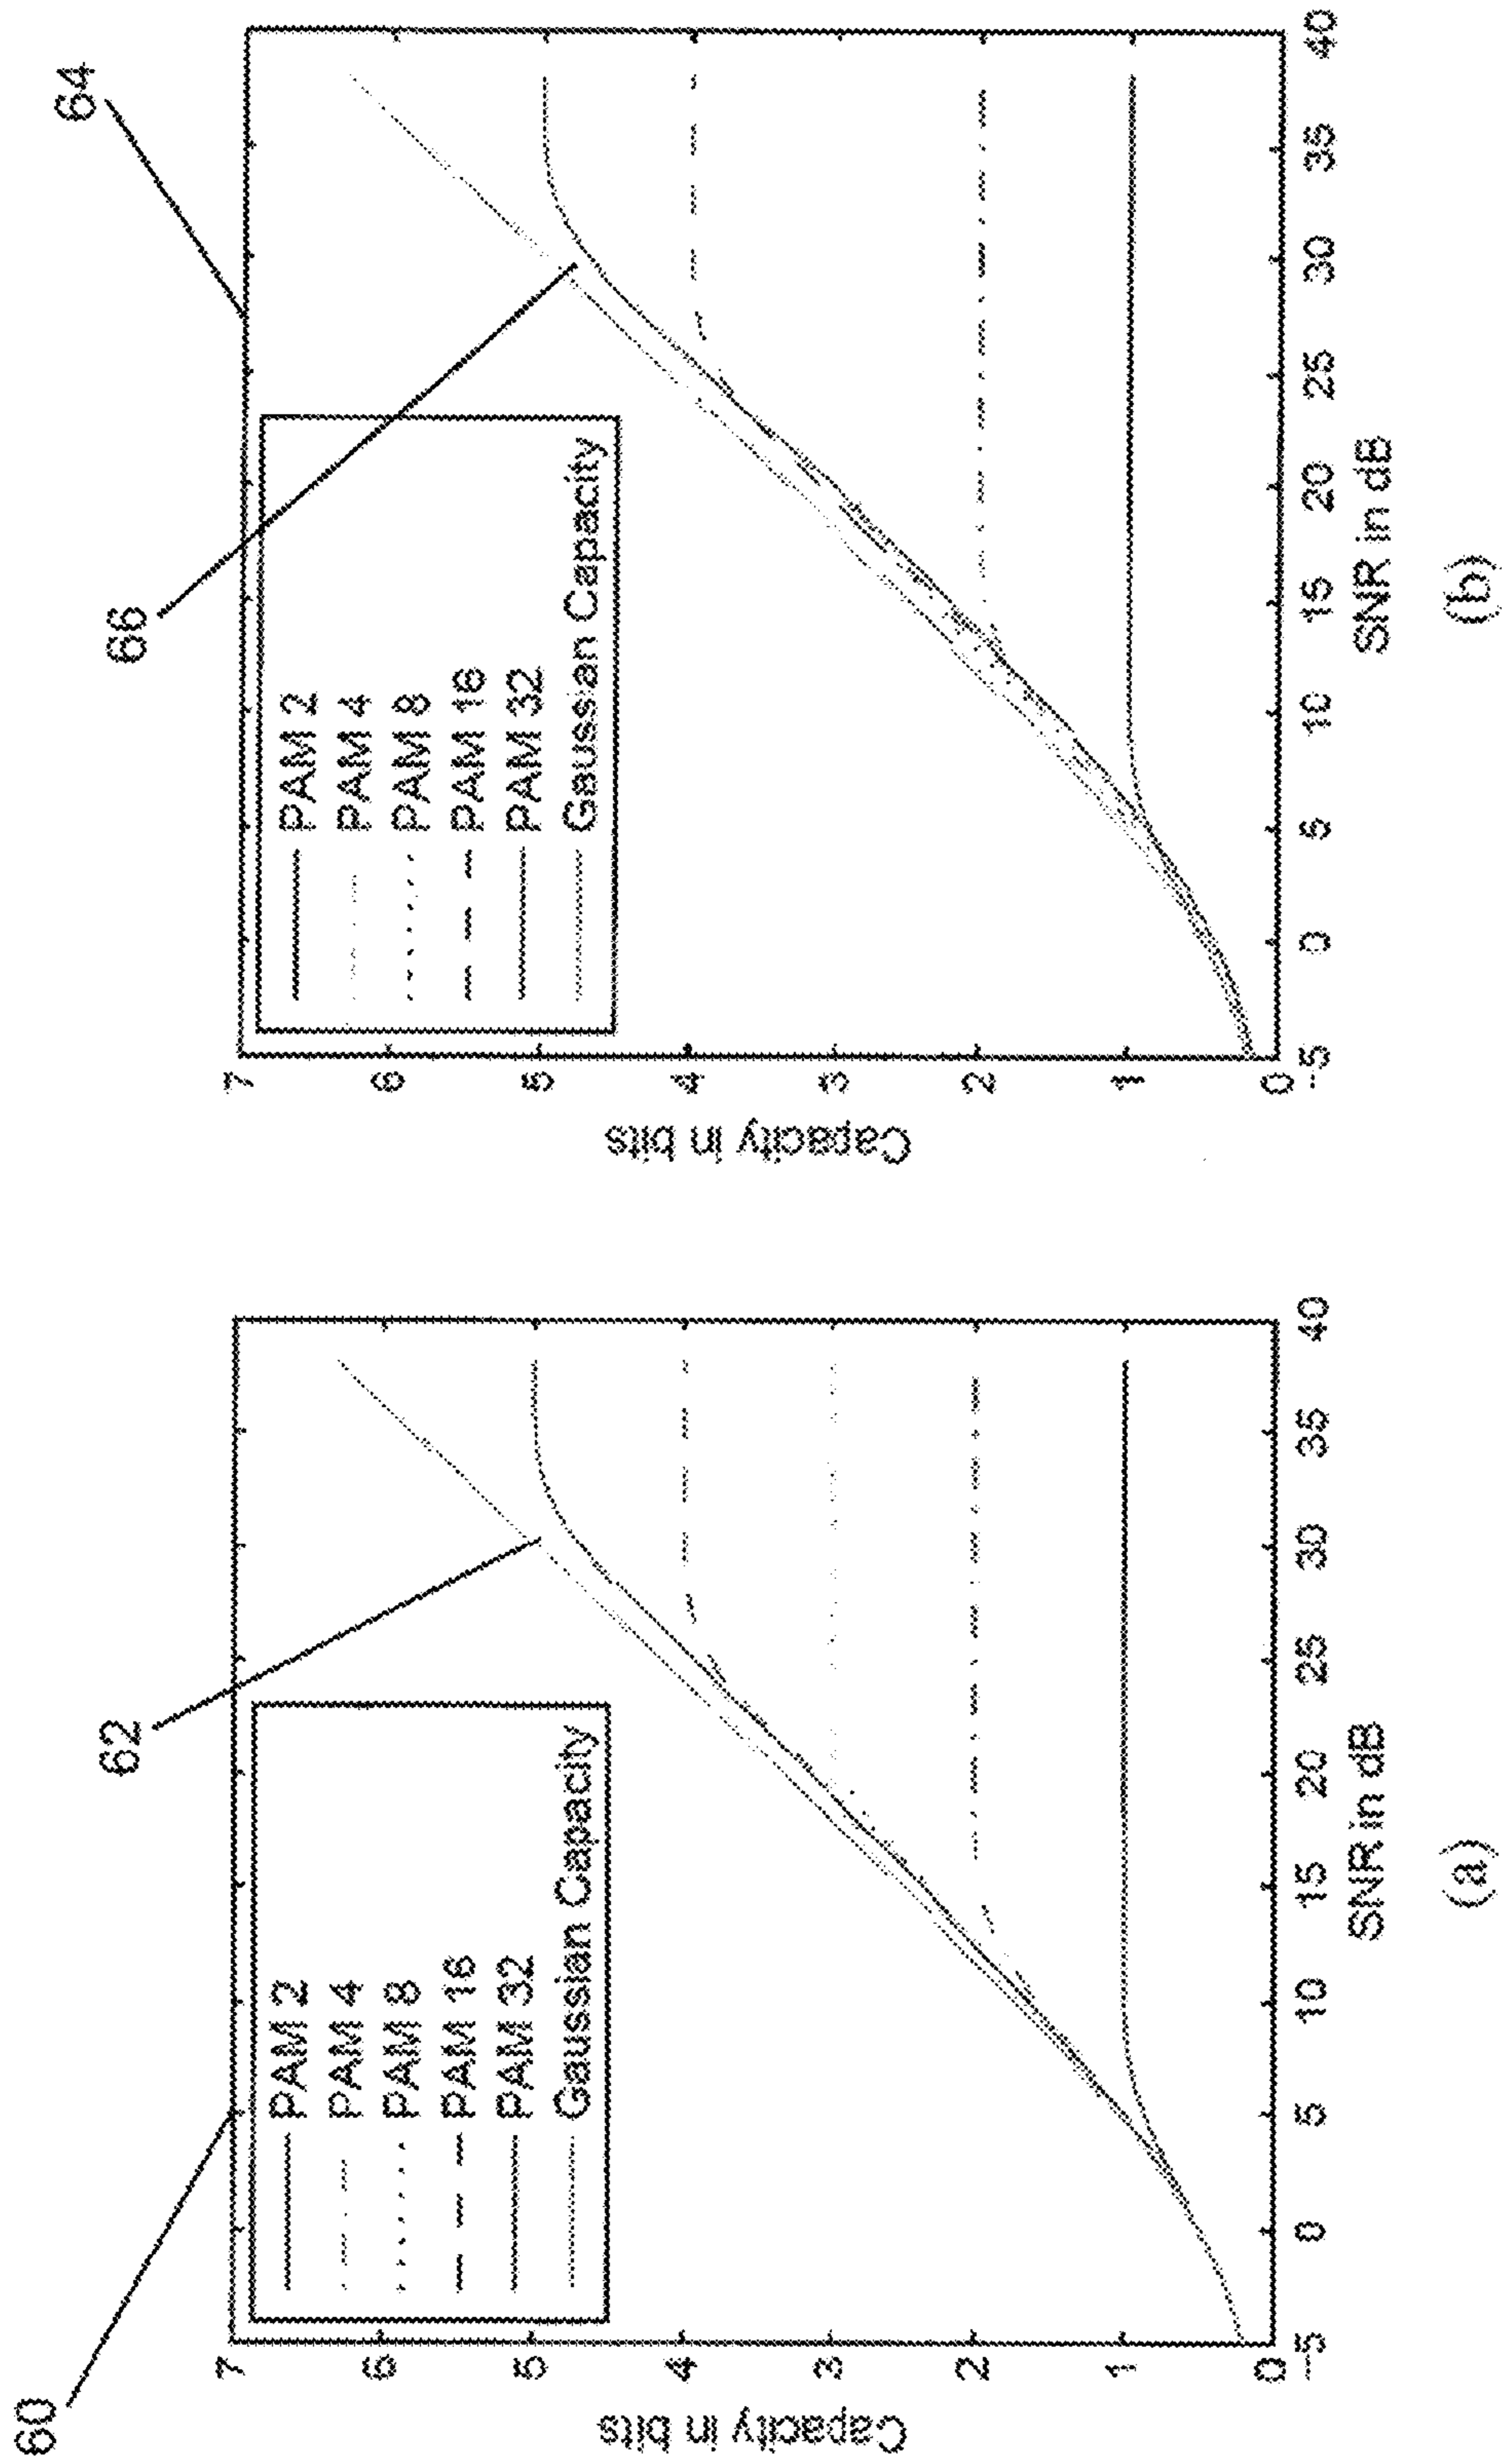 60
62
7
6
5
4
3
2
1
0
Capacity in bits
PAM 2
PAM 4
PAM 8
PAM 16
PAM 32
Gaussian Capacity
-5
0
5
10
15
20
25
30
35
40
SNR in dB
(a)
64
66
7
6
5
4
3
2
1
0
Capacity in bits
PAM 2
PAM 4
PAM 8
PAM 16
PAM 32
Gaussian Capacity
-5
0
5
10
15
20
25
30
35
40
SNR in dB
(b)